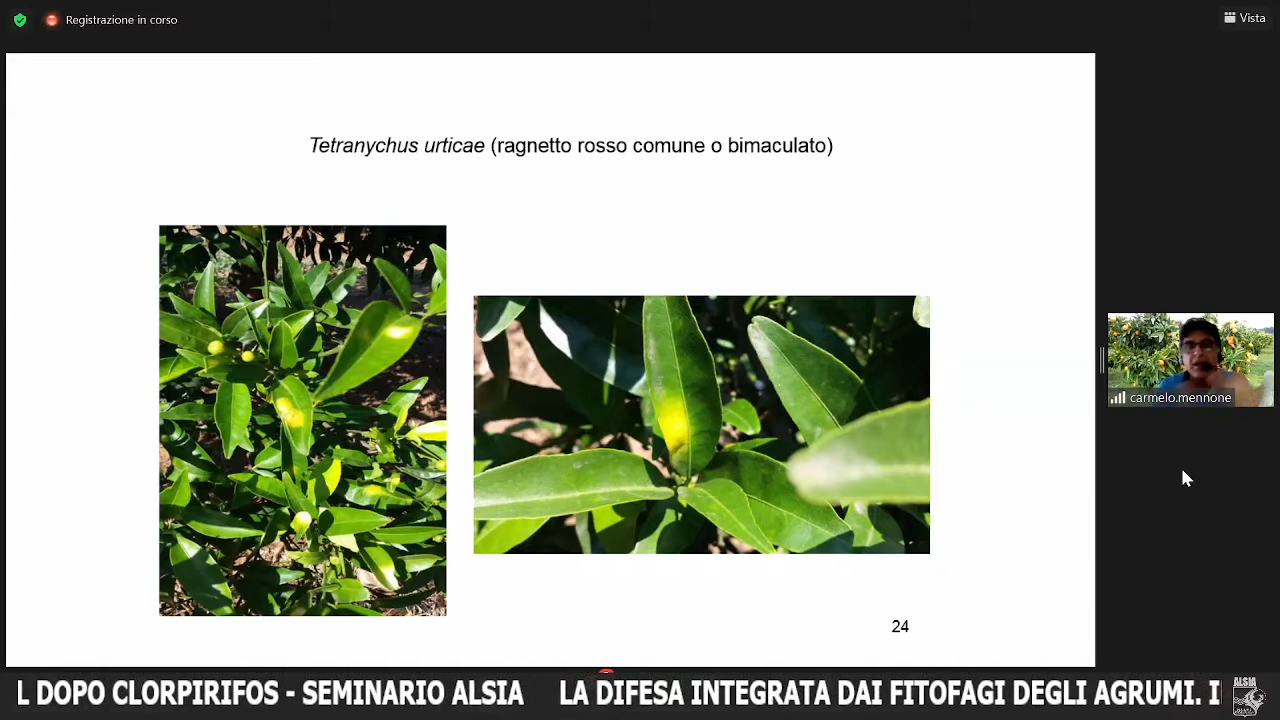 Registrazione in corso
Vista
Tetranychus urticae (ragnetto rosso comune o bimaculato)
carmelo.mennone
24
L DOPO CLORPIRIFOS - SEMINARIO ALSIA LA DIFESA INTEGRATA DAI FITOFAGI DEGLI AGRUMI. I
ALSIA